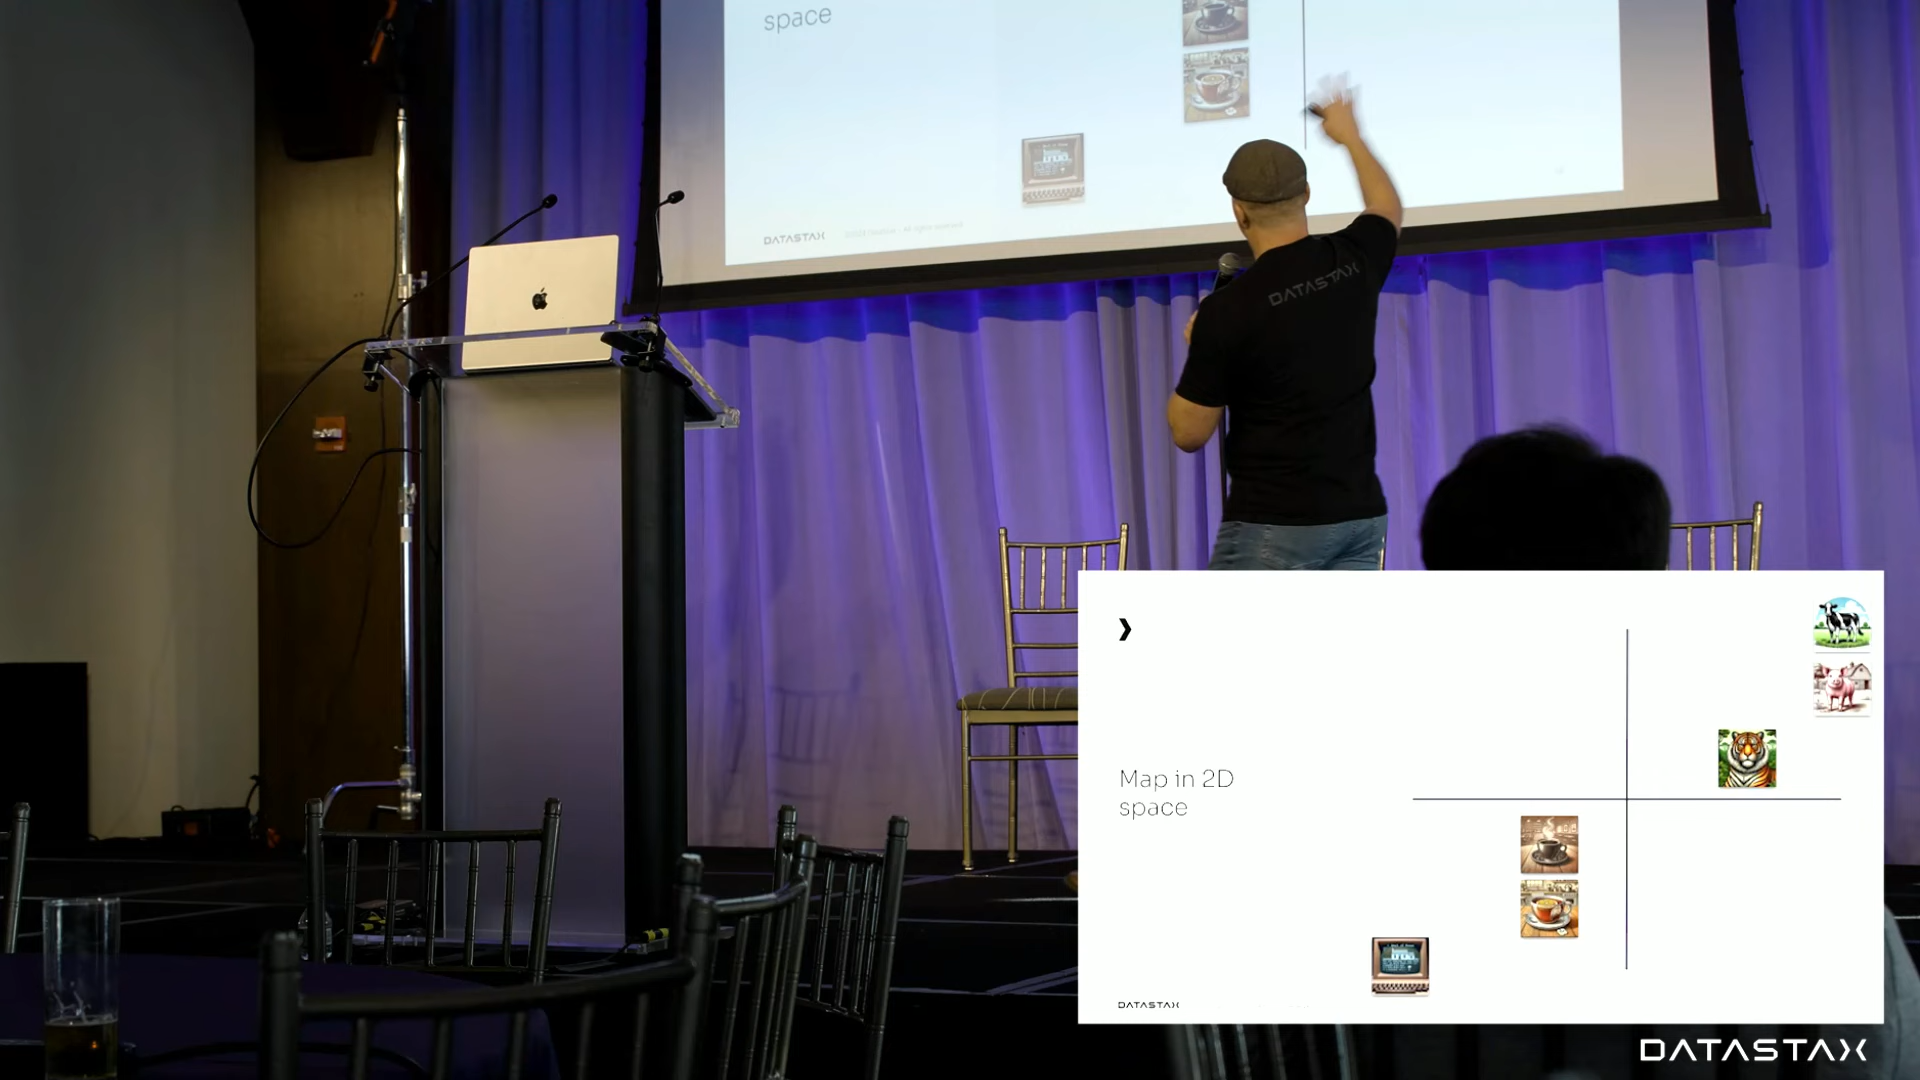 space
DATASTAX
DATASTAX
Map in 2D
space
DATASTAX
DATASTAX